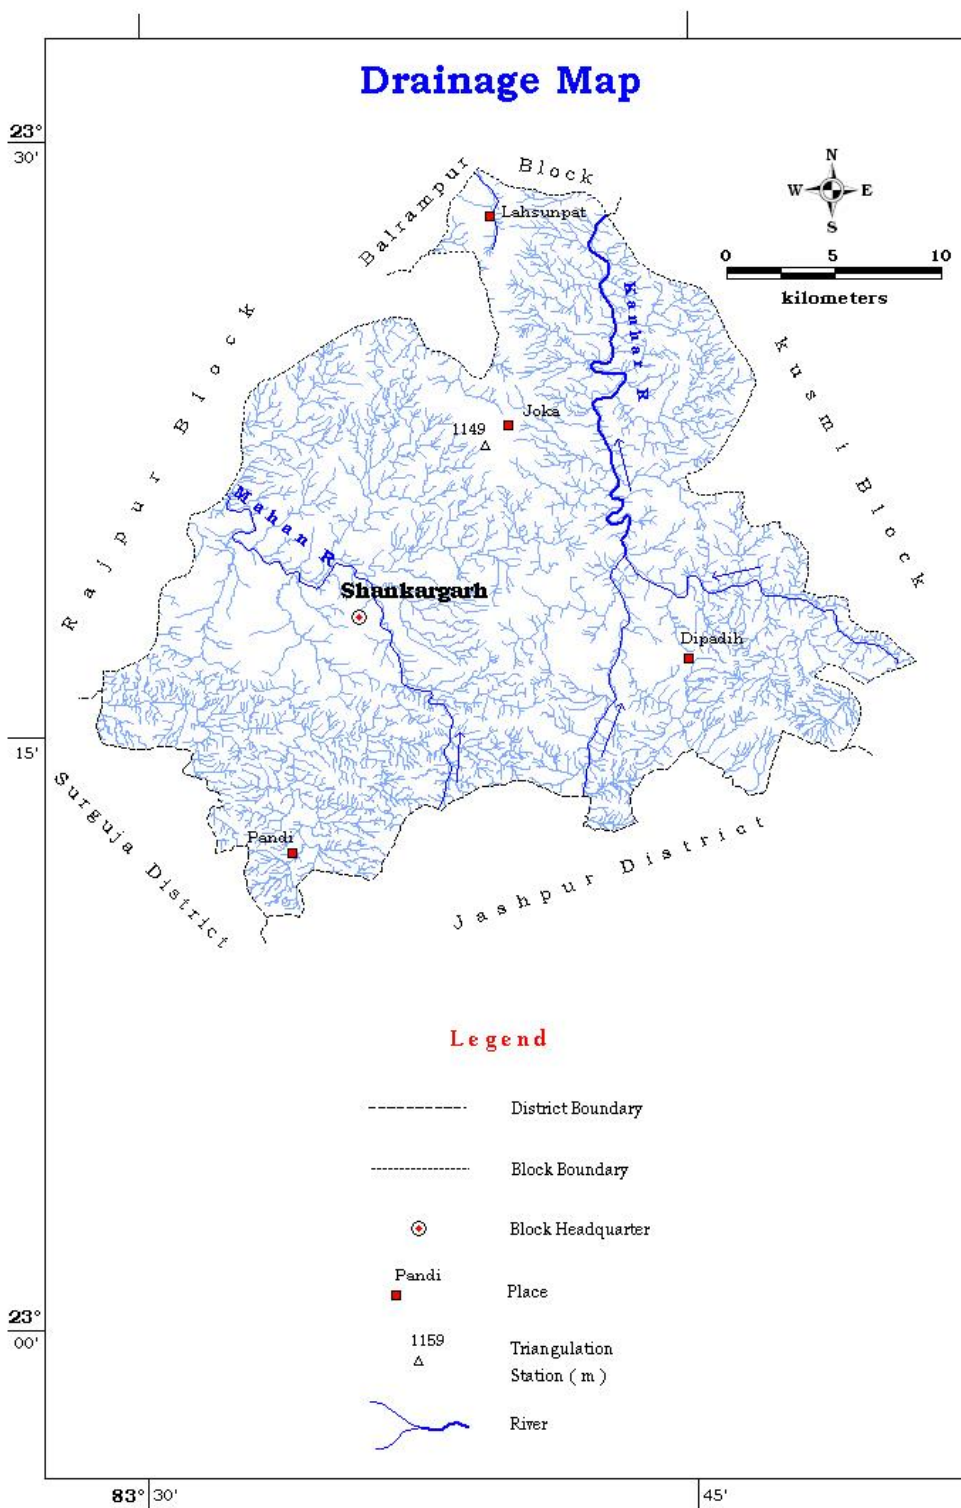 Drainage Map
23°
30'
Balrampur Block
N
W E
S
Lahsunpat
0 5 10
kilometers
Kanhar R
Rajpur Block
kusmi Block
Joka
1149
Mahan R
Shankargarh
Dipadih
15'
Surguja District
Pandi
Jashpur District
Legend
District Boundary
Block Boundary
Block Headquarter
Pandi
Place
23°
00'
1159
Triangulation
Station ( m )
River
83° 30' 45'